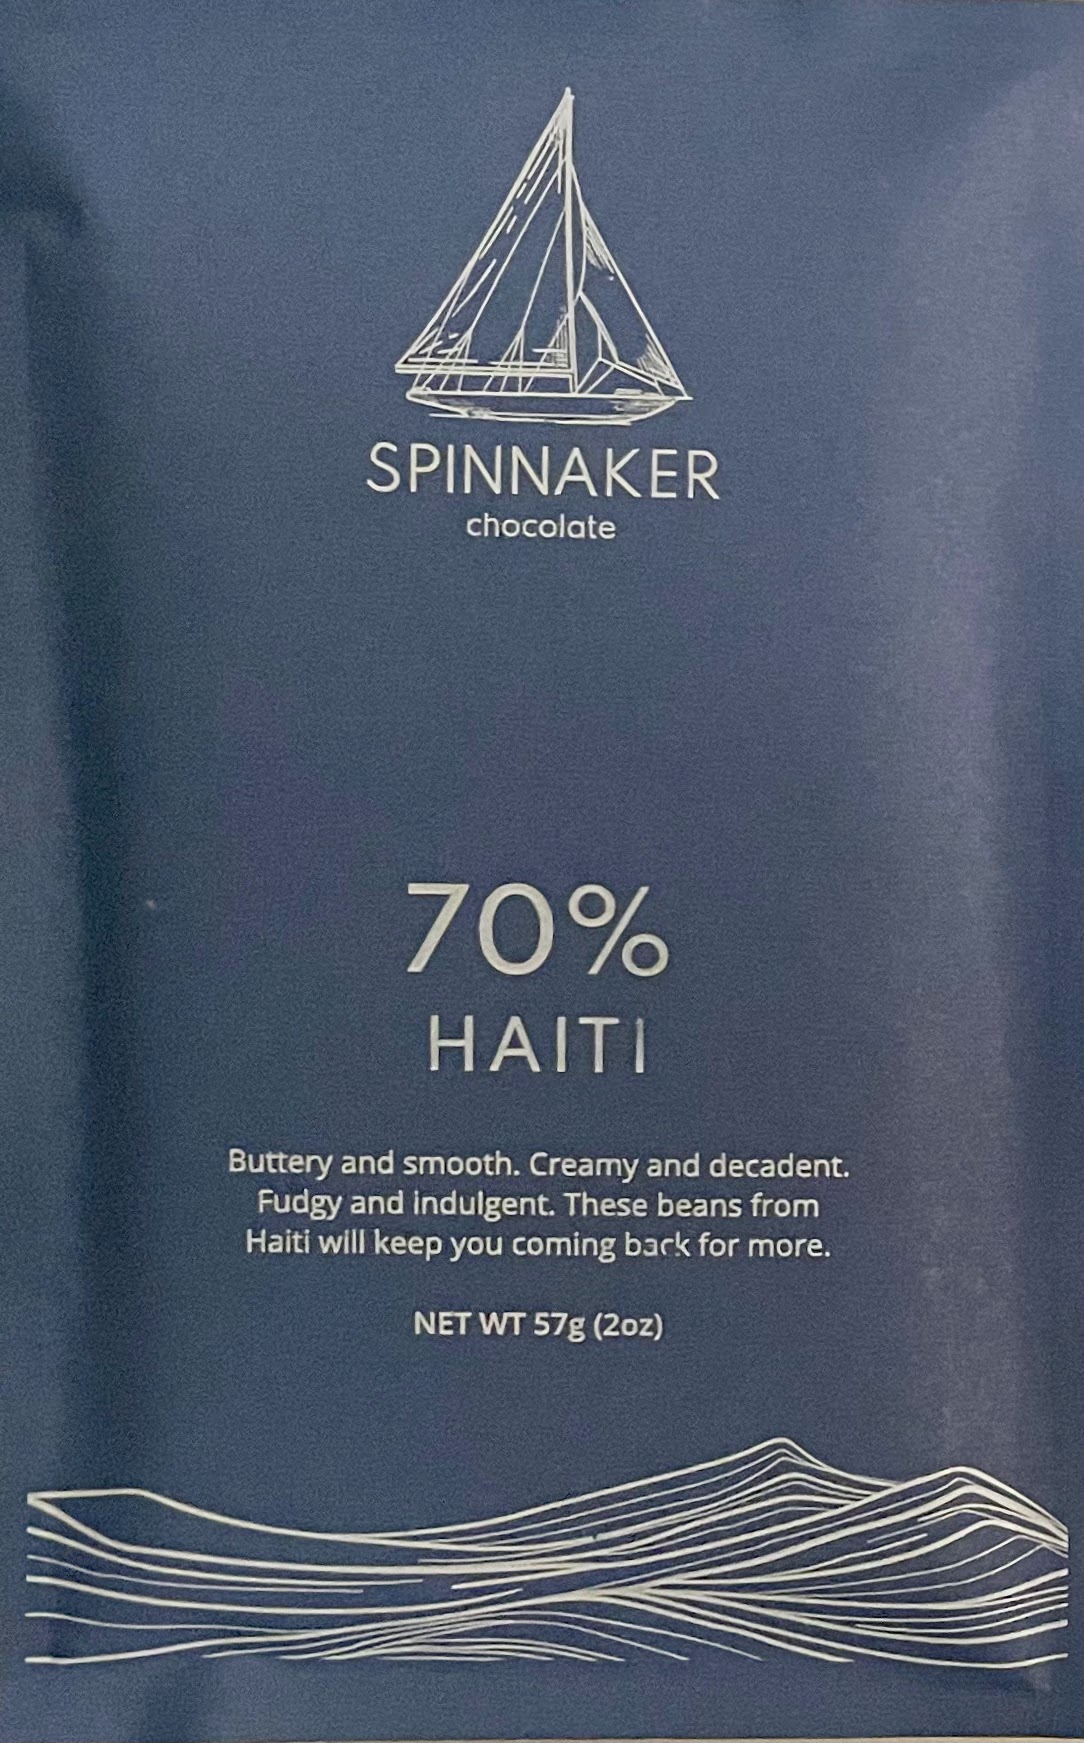 SPINNAKER
chocolate
70%
HAITI
Buttery and smooth. Creamy and decadent.
Fudgy and indulgent. These beans from
Haiti will keep you coming back for more.
NET WT 57g (2oz)